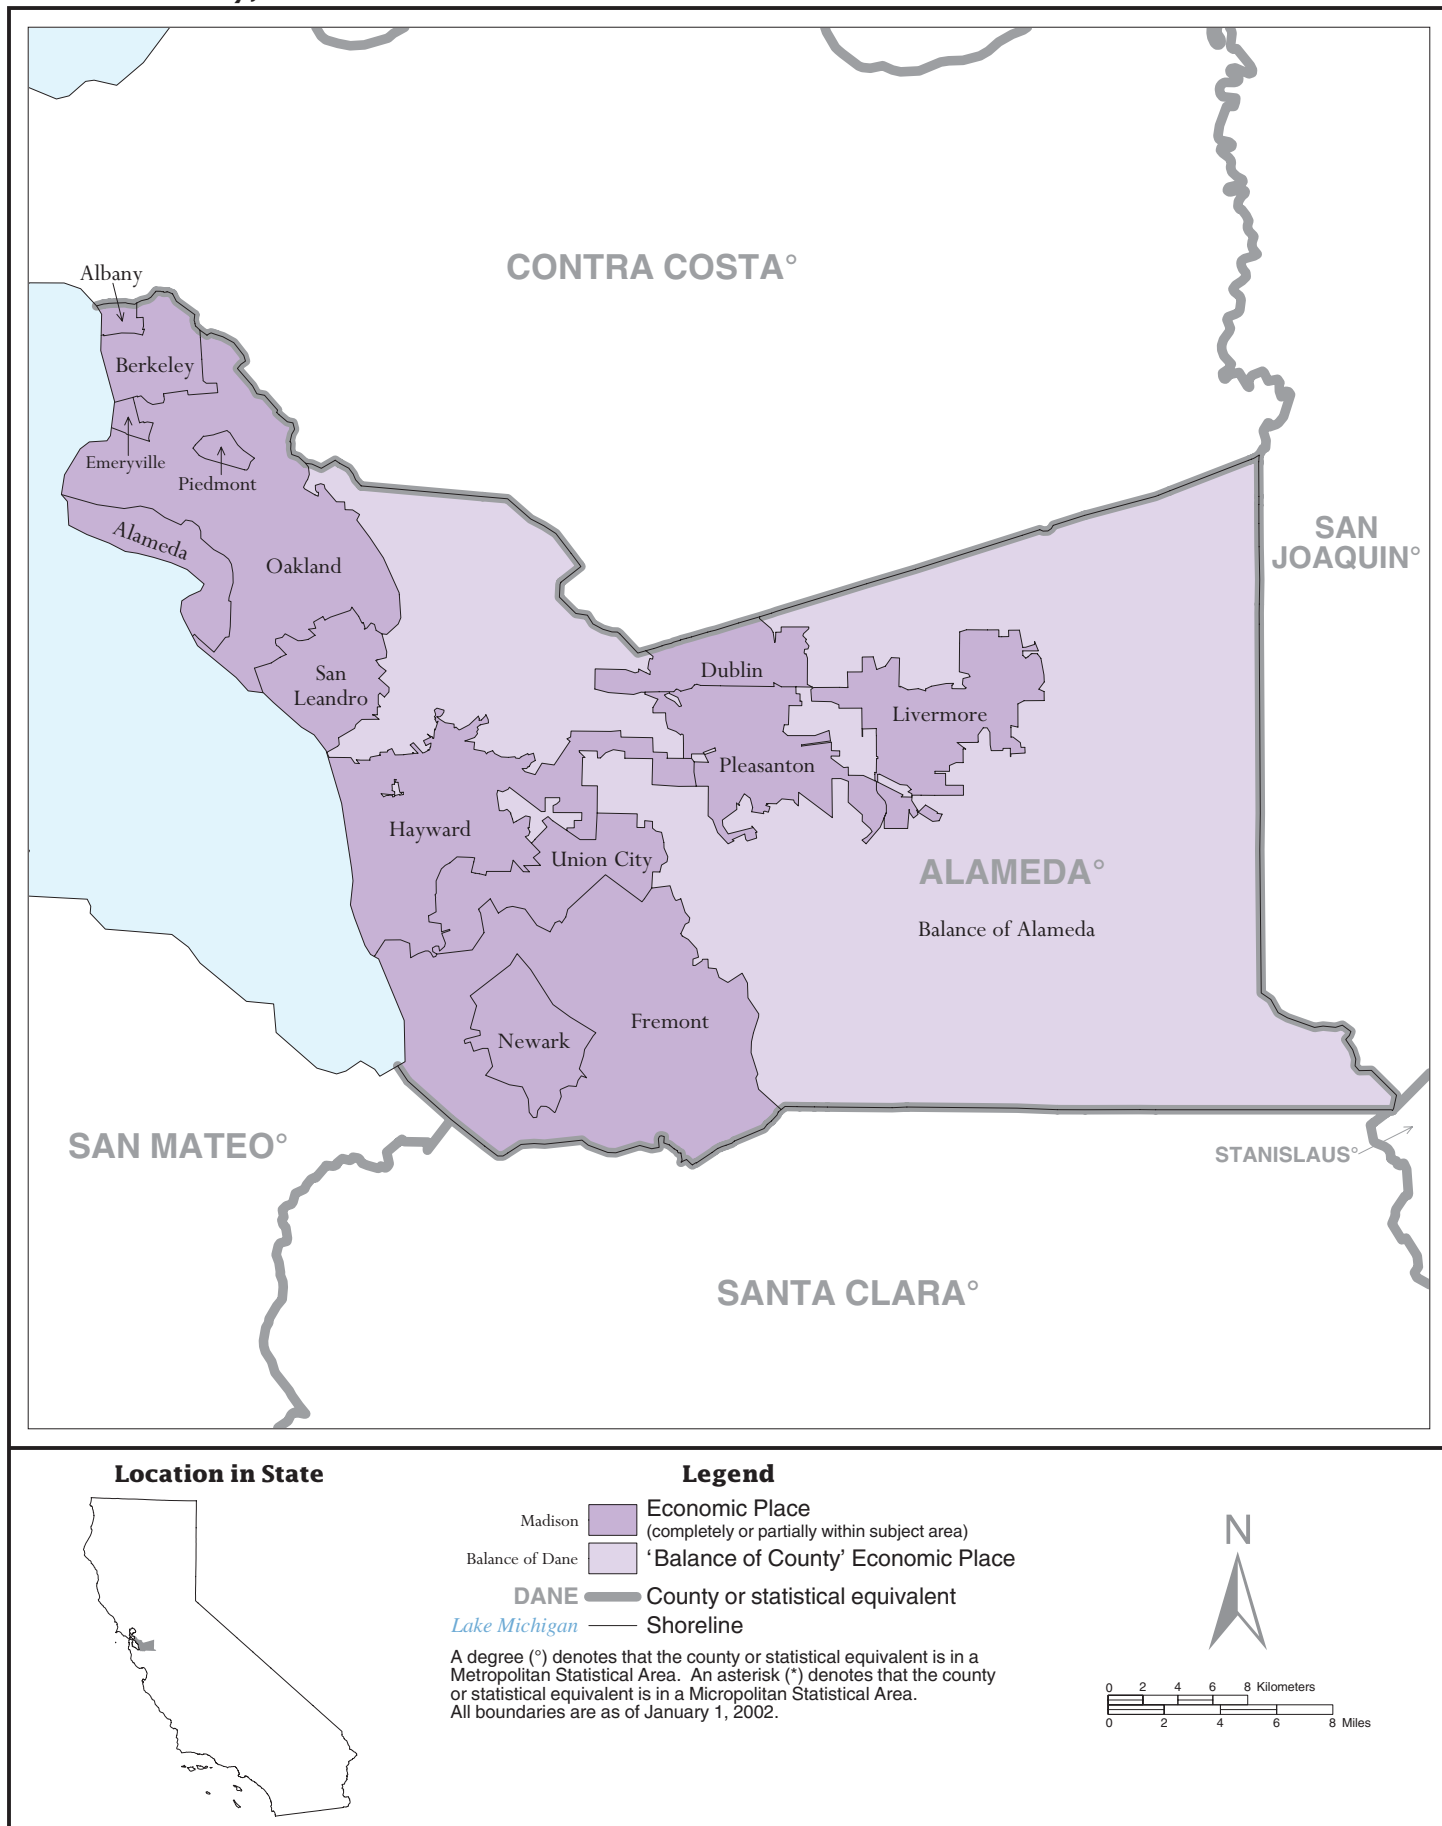 CONTRA COSTA°
Albany
Berkeley
Emeryville
Piedmont
Alameda
Oakland
SAN
JOAQUIN°
San
Leandro
Dublin
Livermore
Pleasanton
Hayward
Union City
ALAMEDA°
Balance of Alameda
Fremont
Newark
SAN MATEO°
STANISLAUS°
SANTA CLARA°
Location in State
Legend
Madison
Economic Place
(completely or partially within subject area)
Balance of Dane
‘Balance of County’ Economic Place
DANE
County or statistical equivalent
Lake Michigan
Shoreline
A degree (°) denotes that the county or statistical equivalent is in a
Metropolitan Statistical Area. An asterisk (*) denotes that the county
or statistical equivalent is in a Micropolitan Statistical Area.
All boundaries are as of January 1, 2002.
N
0 2 4 6 8 Kilometers
0 2 4 6 8 Miles